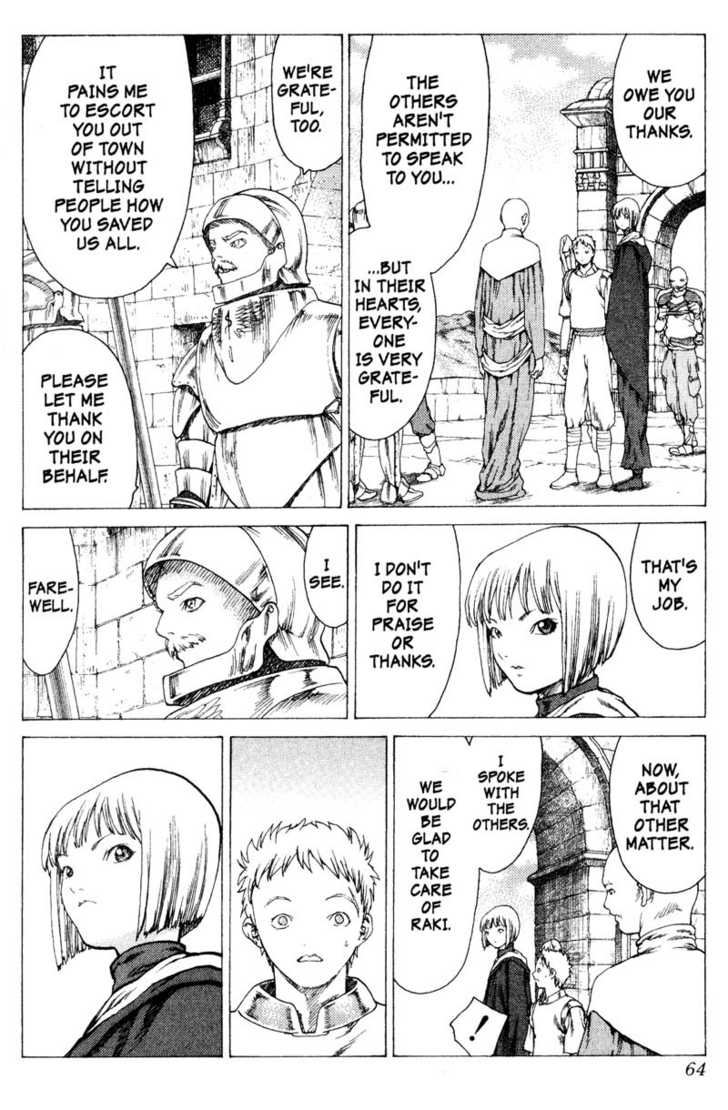 WE
OWE YOU
OUR
THANKS.
THE
OTHERS
AREN'T
PERMITTED
TO SPEAK
TO YOU...
...BUT
IN THEIR
HEARTS,
EVERY-
ONE
IS VERY
GRATE-
FUL.
WE'RE
GRATE-
FUL,
TOO.
IT
PAINS ME
TO ESCORT
YOU OUT
OF TOWN
WITHOUT
TELLING
PEOPLE HOW
YOU SAVED
US ALL.
PLEASE
LET ME
THANK
YOU ON
THEIR
BEHALF.
THAT'S
MY
JOB.
I DON'T
DO IT
FOR
PRAISE
OR
THANKS.
I
SEE.
FARE-
WELL.
NOW,
ABOUT
THAT
OTHER
MATTER.
I
SPOKE
WITH
THE
OTHERS.
WE
WOULD
BE
GLAD
TO
TAKE
CARE
OF
RAKI.
!
64